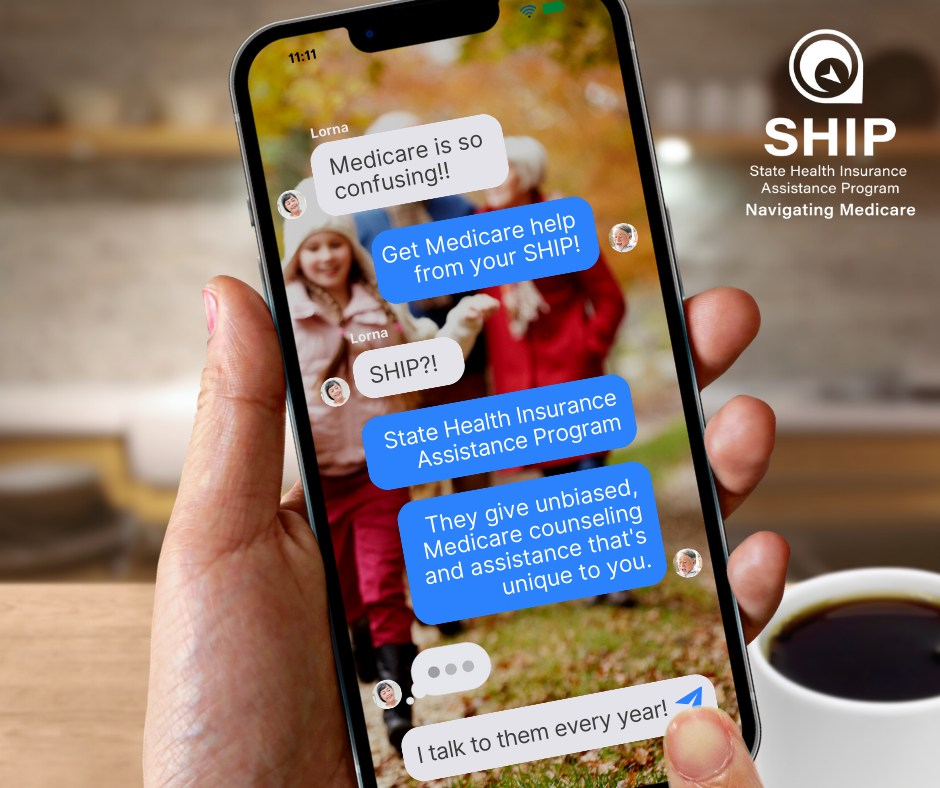 11:11
Lorna
Medicare is so
confusing!!
Get Medicare help
from your SHIP!
Lorna
SHIP?!
State Health Insurance
Assistance Program
They give unbiased,
Medicare counseling
and assistance that's
unique to you.
I talk to them every year!
SHIP
State Health Insurance
Assistance Program
Navigating Medicare